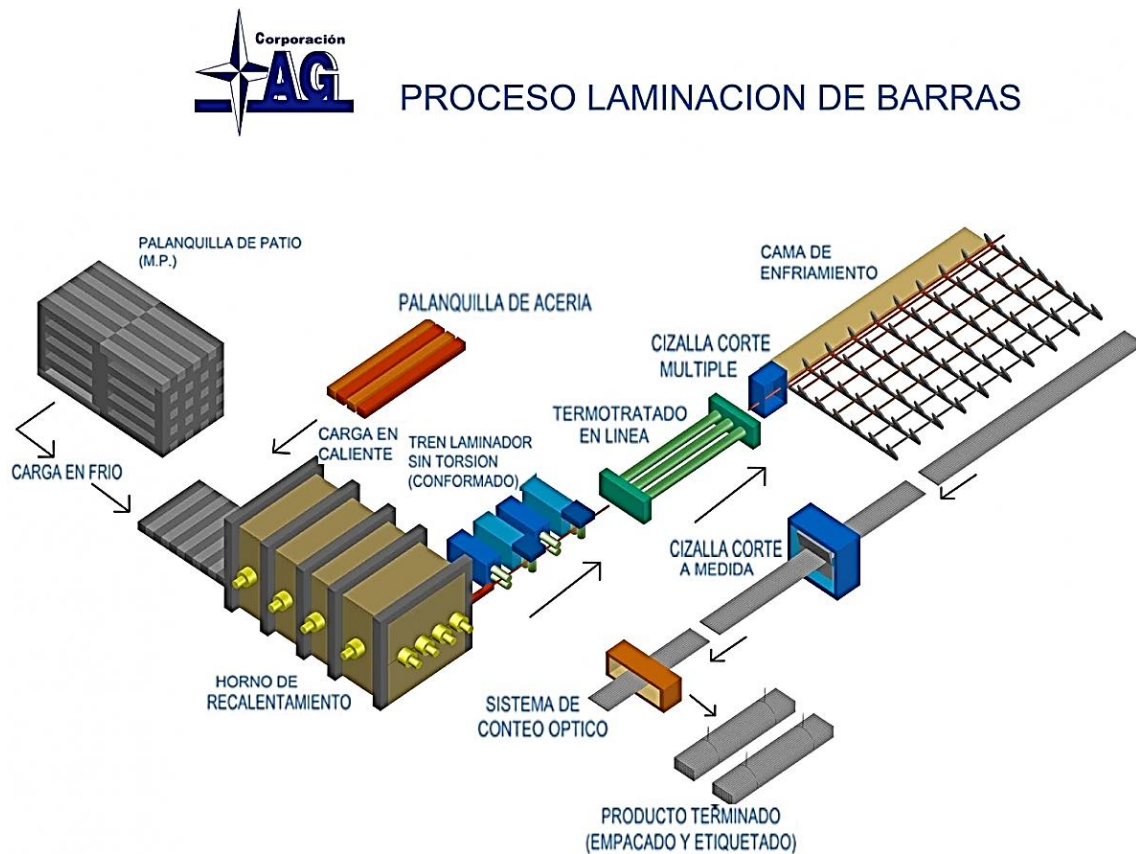 Corporación
AG
PROCESO LAMINACION DE BARRAS
PALANQUILLA DE PATIO
(M.P.)
CARGA EN FRIO
PALANQUILLA DE ACERIA
CARGA EN
CALIENTE
HORNO DE
RECALENTAMIENTO
TREN LAMINADOR
SIN TORSION
(CONFORMADO)
TERMOTRATADO
EN LINEA
CIZALLA CORTE
MULTIPLE
CAMA DE
ENFRIAMIENTO
CIZALLA CORTE
A MEDIDA
SISTEMA DE
CONTEO OPTICO
PRODUCTO TERMINADO
(EMPACADO Y ETIQUETADO)